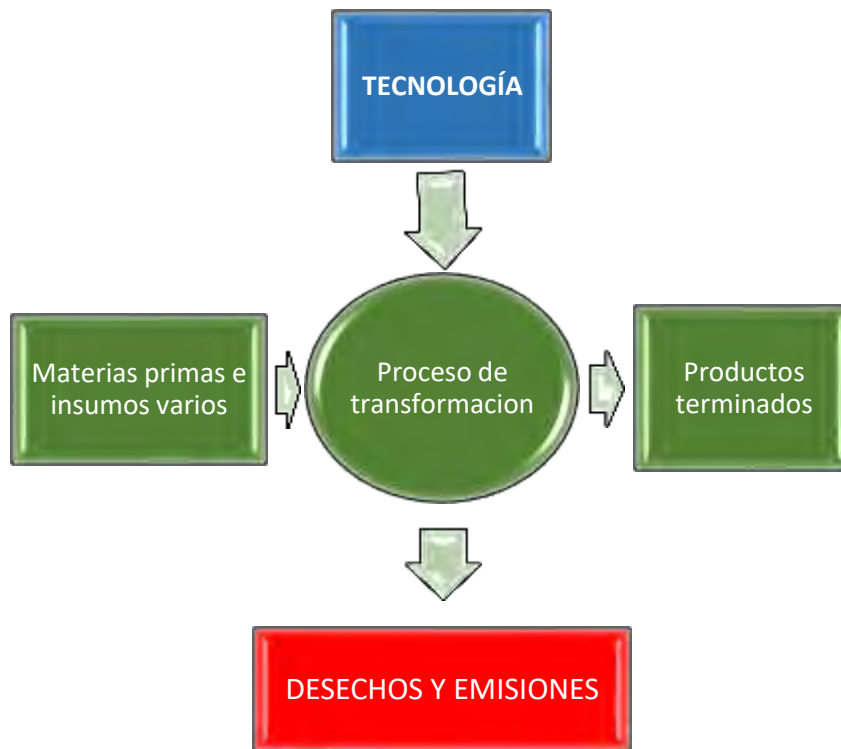 TECNOLOGÍA
Materias primas e
insumos varios
Proceso de
transformacion
Productos
terminados
DESECHOS Y EMISIONES